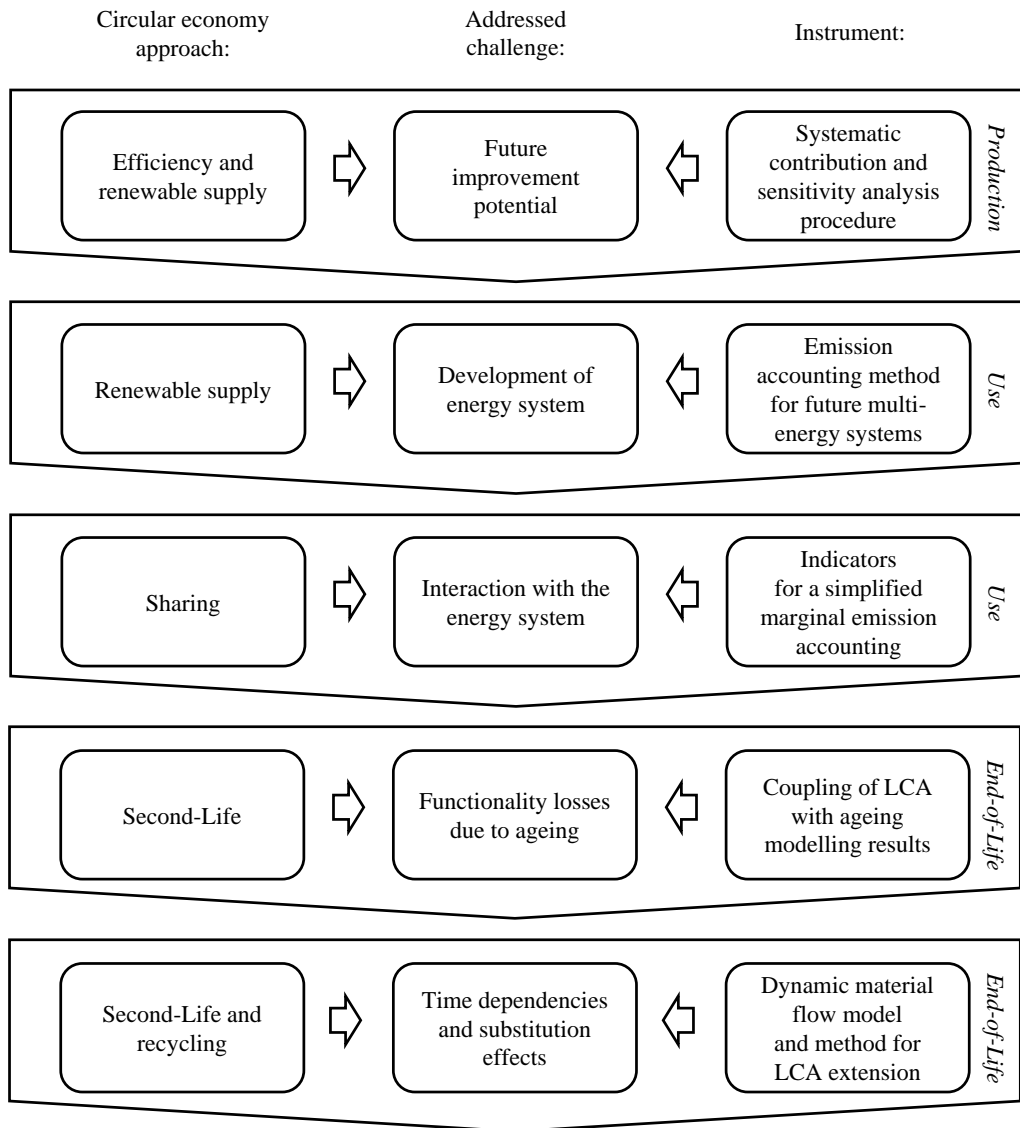 Circular economy
approach:
Addressed
challenge:
Instrument:
Efficiency and
renewable supply
Future
improvement
potential
Systematic
contribution and
sensitivity analysis
procedure
Production
Renewable supply
Development of
energy system
Emission
accounting method
for future multi-
energy systems
Use
Sharing
Interaction with the
energy system
Indicators
for a simplified
marginal emission
accounting
Use
Second-Life
Functionality losses
due to ageing
Coupling of LCA
with ageing
modelling results
End-of-Life
Second-Life and
recycling
Time dependencies
and substitution
effects
Dynamic material
flow model
and method for
LCA extension
End-of-Life